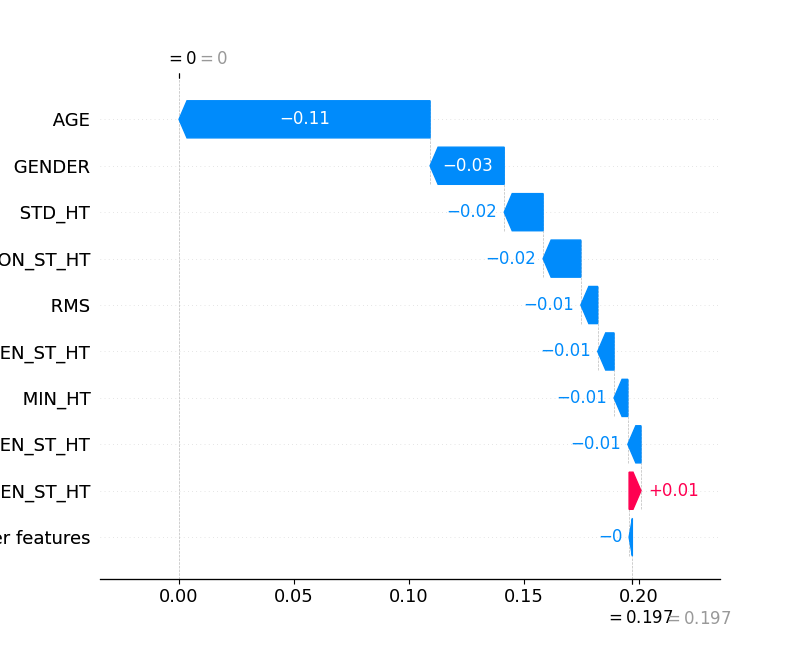 = 0 = 0
AGE −0.11
GENDER −0.03
STD_HT −0.02
ON_ST_HT −0.02
RMS −0.01
EN_ST_HT −0.01
MIN_HT −0.01
EN_ST_HT −0.01
EN_ST_HT +0.01
er features −0
0.00 0.05 0.10 0.15 0.20
= 0.197 = 0.197